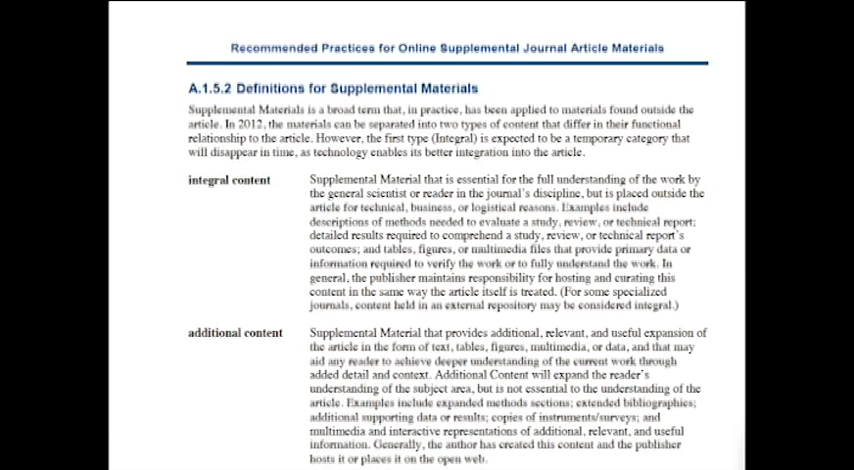 Recommended Practices for Online Supplemental Journal Article Materials
A.1.5.2 Definitions for Supplemental Materials
Supplemental Materials is a broad term that, in practice, has been applied to materials found outside the
article. In 2012, the materials can be separated into two types of content that differ in their functional
relationship to the article. However, the first type (Integral) is expected to be a temporary category that
will disappear in time, as technology enables its better integration into the article.
integral content
Supplemental Material that is essential for the full understanding of the work by
the general scientist or reader in the journal's discipline, but is placed outside the
article for technical, business, or logistical reasons. Examples include
descriptions of methods needed to evaluate a study, review, or technical report;
detailed results required to comprehend a study, review, or technical report's
outcomes; and tables, figures, or multimedia files that provide primary data or
information required to verify the work or to fully understand the work. In
general, the publisher maintains responsibility for hosting and curating this
content in the same way the article itself is treated. (For some specialized
journals, content held in an external repository may be considered integral.)
additional content
Supplemental Material that provides additional, relevant, and useful expansion of
the article in the form of text, tables, figures, multimedia, or data, and that may
aid any reader to achieve deeper understanding of the current work through
added detail and context. Additional Content will expand the reader's
understanding of the subject area, but is not essential to the understanding of the
article. Examples include expanded methods sections; extended bibliographies;
additional supporting data or results; copies of instruments/surveys; and
multimedia and interactive representations of additional, relevant, and useful
information. Generally, the author has created this content and the publisher
hosts it or places it on the open web.